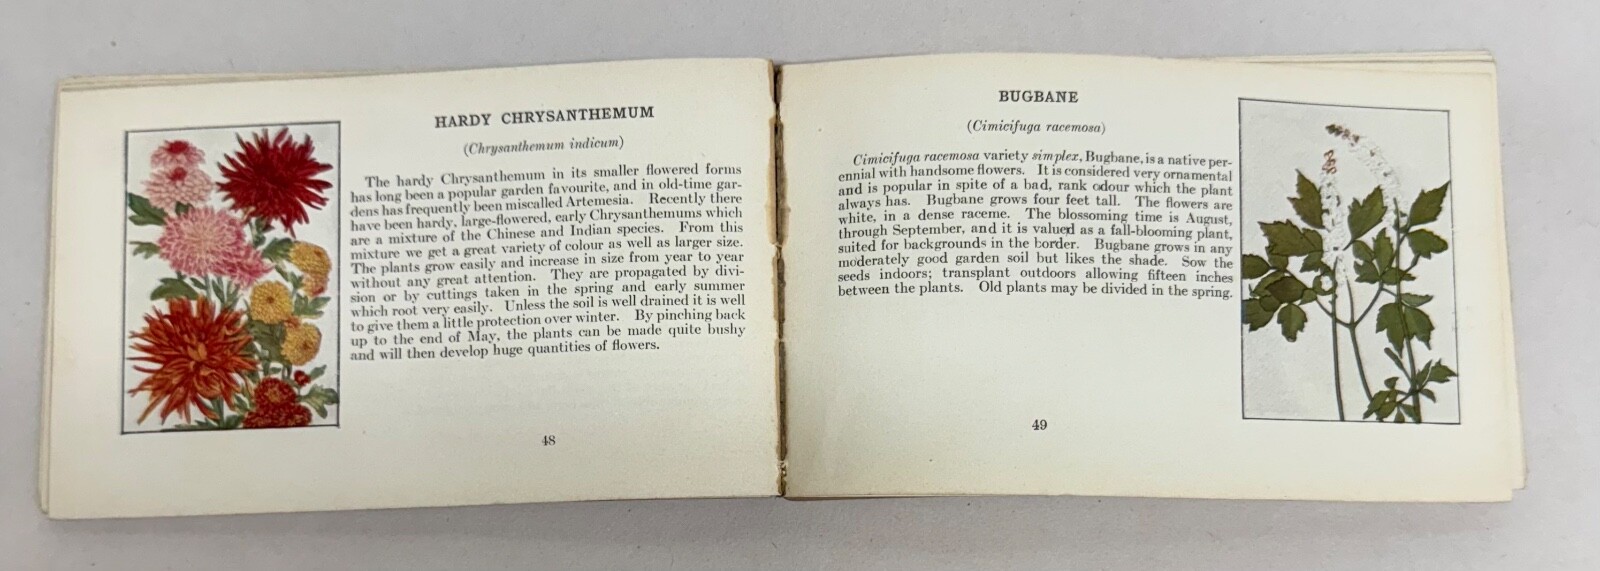 HARDY CHRYSANTHEMUM
(Chrysanthemum indicum)
The hardy Chrysanthemum in its smaller flowered forms
has long been a popular garden favourite, and in old-time gar-
dens has frequently been miscalled Artemesia. Recently there
have been hardy, large-flowered, early Chrysanthemums which
are a mixture of the Chinese and Indian species. From this
mixture we get a great variety of colour as well as larger size.
The plants grow easily and increase in size from year to year
without any great attention. They are propagated by divi-
sion or by cuttings taken in the spring and early summer
which root very easily. Unless the soil is well drained it is well
to give them a little protection over winter. By pinching back
up to the end of May, the plants can be made quite bushy
and will then develop huge quantities of flowers.
48
BUGBANE
(Cimicifuga racemosa)
Cimicifuga racemosa variety simplex, Bugbane, is a native per-
ennial with handsome flowers. It is considered very ornamental
and is popular in spite of a bad, rank odour which the plant
always has. Bugbane grows four feet tall. The flowers are
white, in a dense raceme. The blossoming time is August,
through September, and it is valued as a fall-blooming plant,
suited for backgrounds in the border. Bugbane grows in any
moderately good garden soil but likes the shade. Sow the
seeds indoors; transplant outdoors allowing fifteen inches
between the plants. Old plants may be divided in the spring.
49